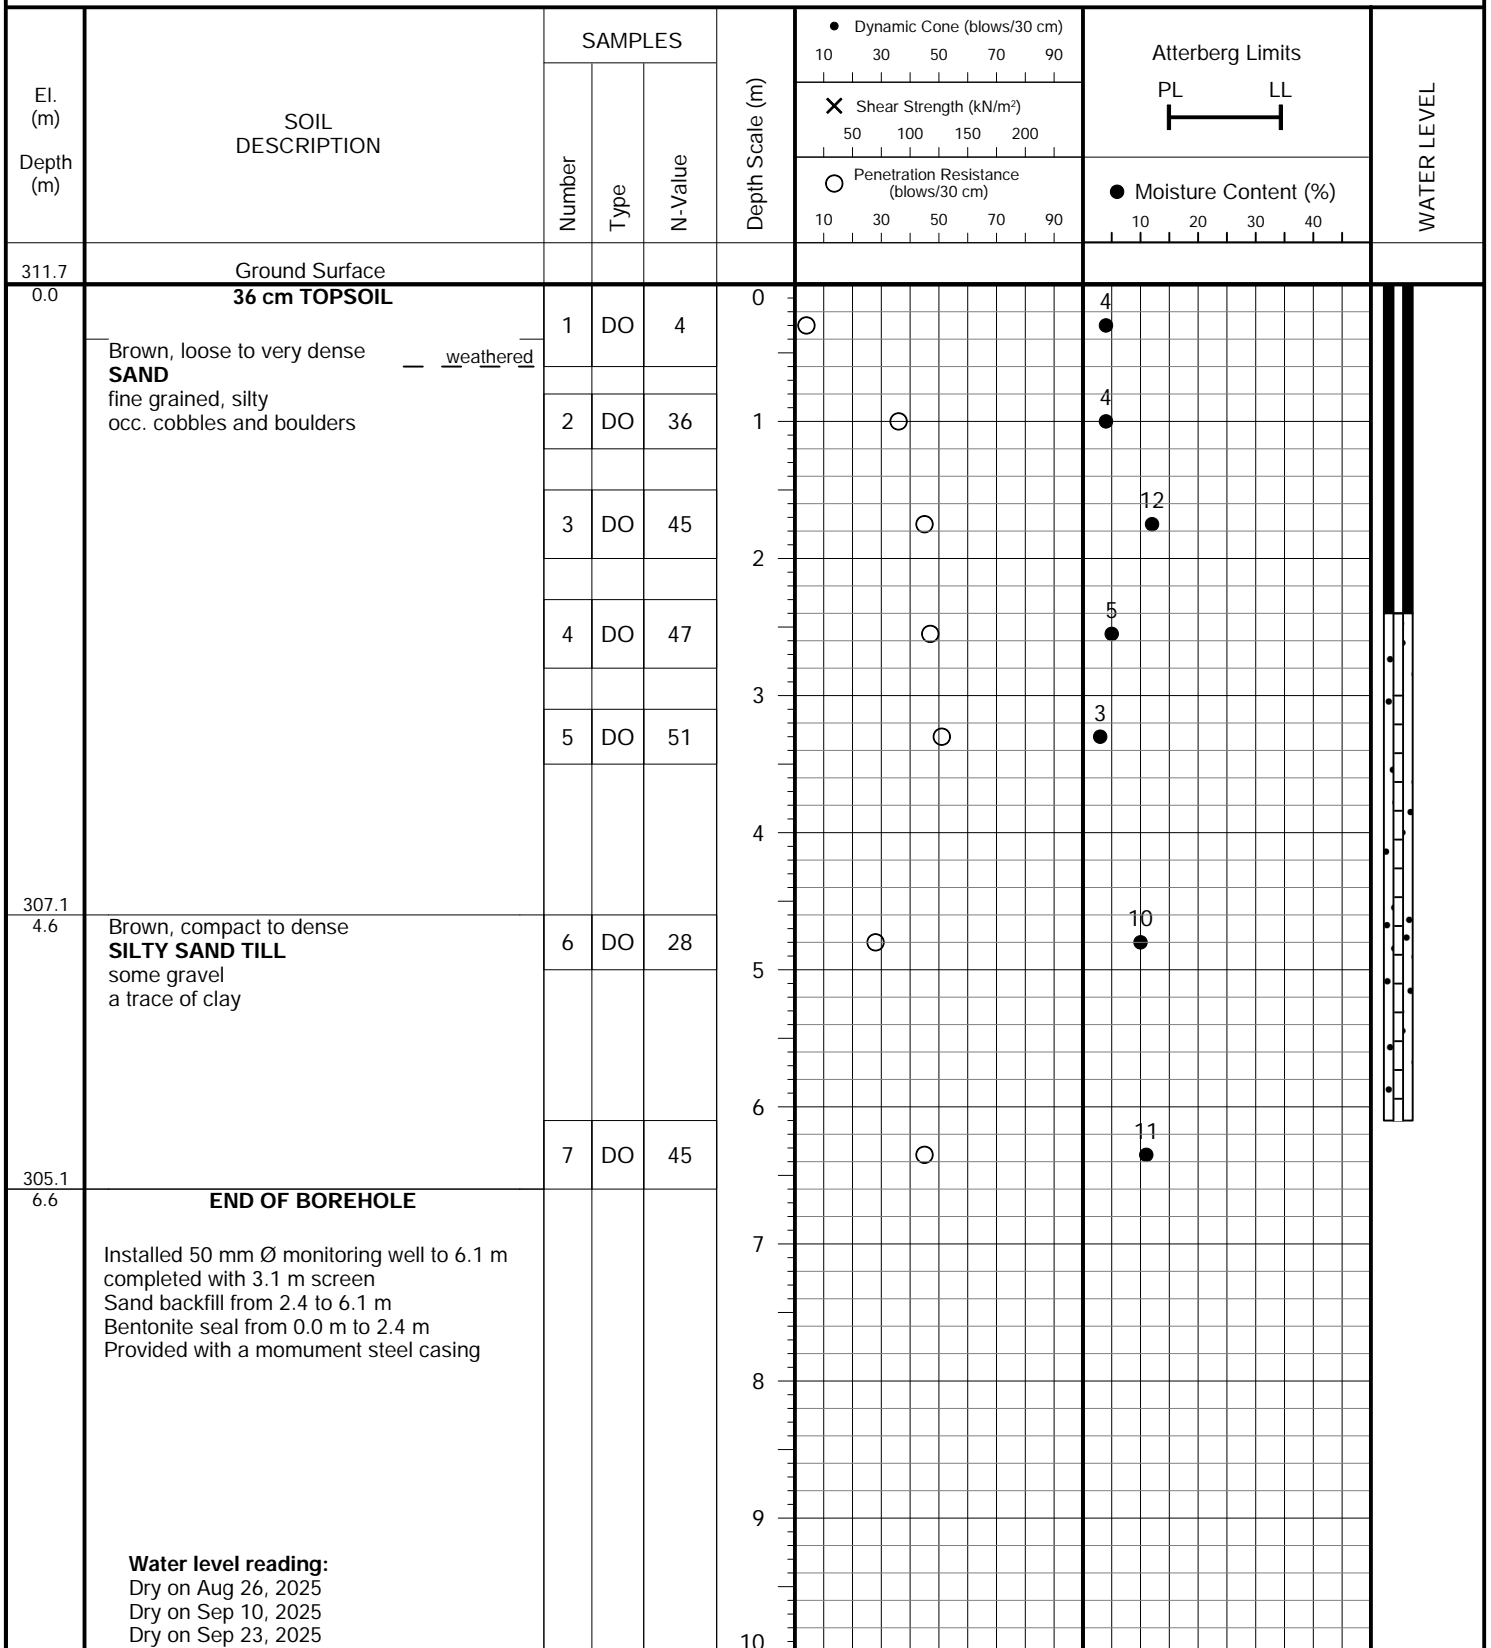 El.
(m)
Depth
(m)
SOIL
DESCRIPTION
SAMPLES
Number
Type
N-Value
Depth Scale (m)
Dynamic Cone (blows/30 cm)
10 30 50 70 90
Shear Strength (kN/m²)
50 100 150 200
Penetration Resistance
(blows/30 cm)
10 30 50 70 90
Atterberg Limits
PL LL
Moisture Content (%)
10 20 30 40
WATER LEVEL
311.7 Ground Surface
0.0 36 cm TOPSOIL 0
1 DO 4 4
Brown, loose to very dense weathered
SAND
fine grained, silty
occ. cobbles and boulders
2 DO 36 1 4
3 DO 45 12
2
4 DO 47 5
3
5 DO 51 3
4
307.1
4.6 Brown, compact to dense
SILTY SAND TILL
some gravel
a trace of clay
6 DO 28 10
5
6
7 DO 45 11
305.1
6.6 END OF BOREHOLE
Installed 50 mm Ø monitoring well to 6.1 m
completed with 3.1 m screen
Sand backfill from 2.4 to 6.1 m
Bentonite seal from 0.0 m to 2.4 m
Provided with a momument steel casing
7
8
9
Water level reading:
Dry on Aug 26, 2025
Dry on Sep 10, 2025
Dry on Sep 23, 2025
10